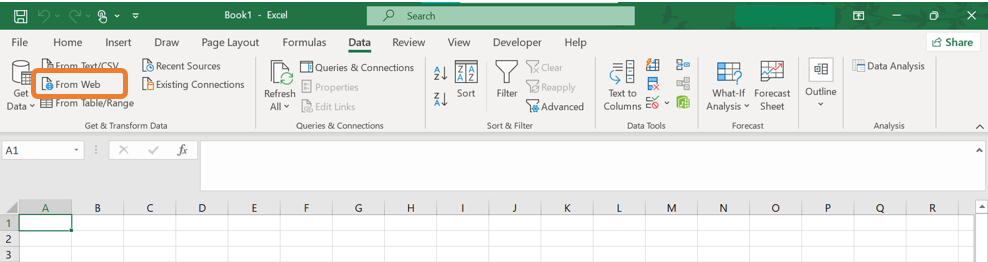 Book1 - Excel
Search
File Home Insert Draw Page Layout Formulas Data Review View Developer Help Share
Get Data
From Text/CSV
From Web
From Table/Range
Recent Sources
Existing Connections
Get & Transform Data
Refresh All
Queries & Connections
Properties
Edit Links
Queries & Connections
Sort
Filter
Clear
Reapply
Advanced
Sort & Filter
Text to Columns
Data Tools
What-If Analysis
Forecast Sheet
Forecast
Outline
Data Analysis
Analysis
A1 fx
A B C D E F G H I J K L M N O P Q R
1
2
3